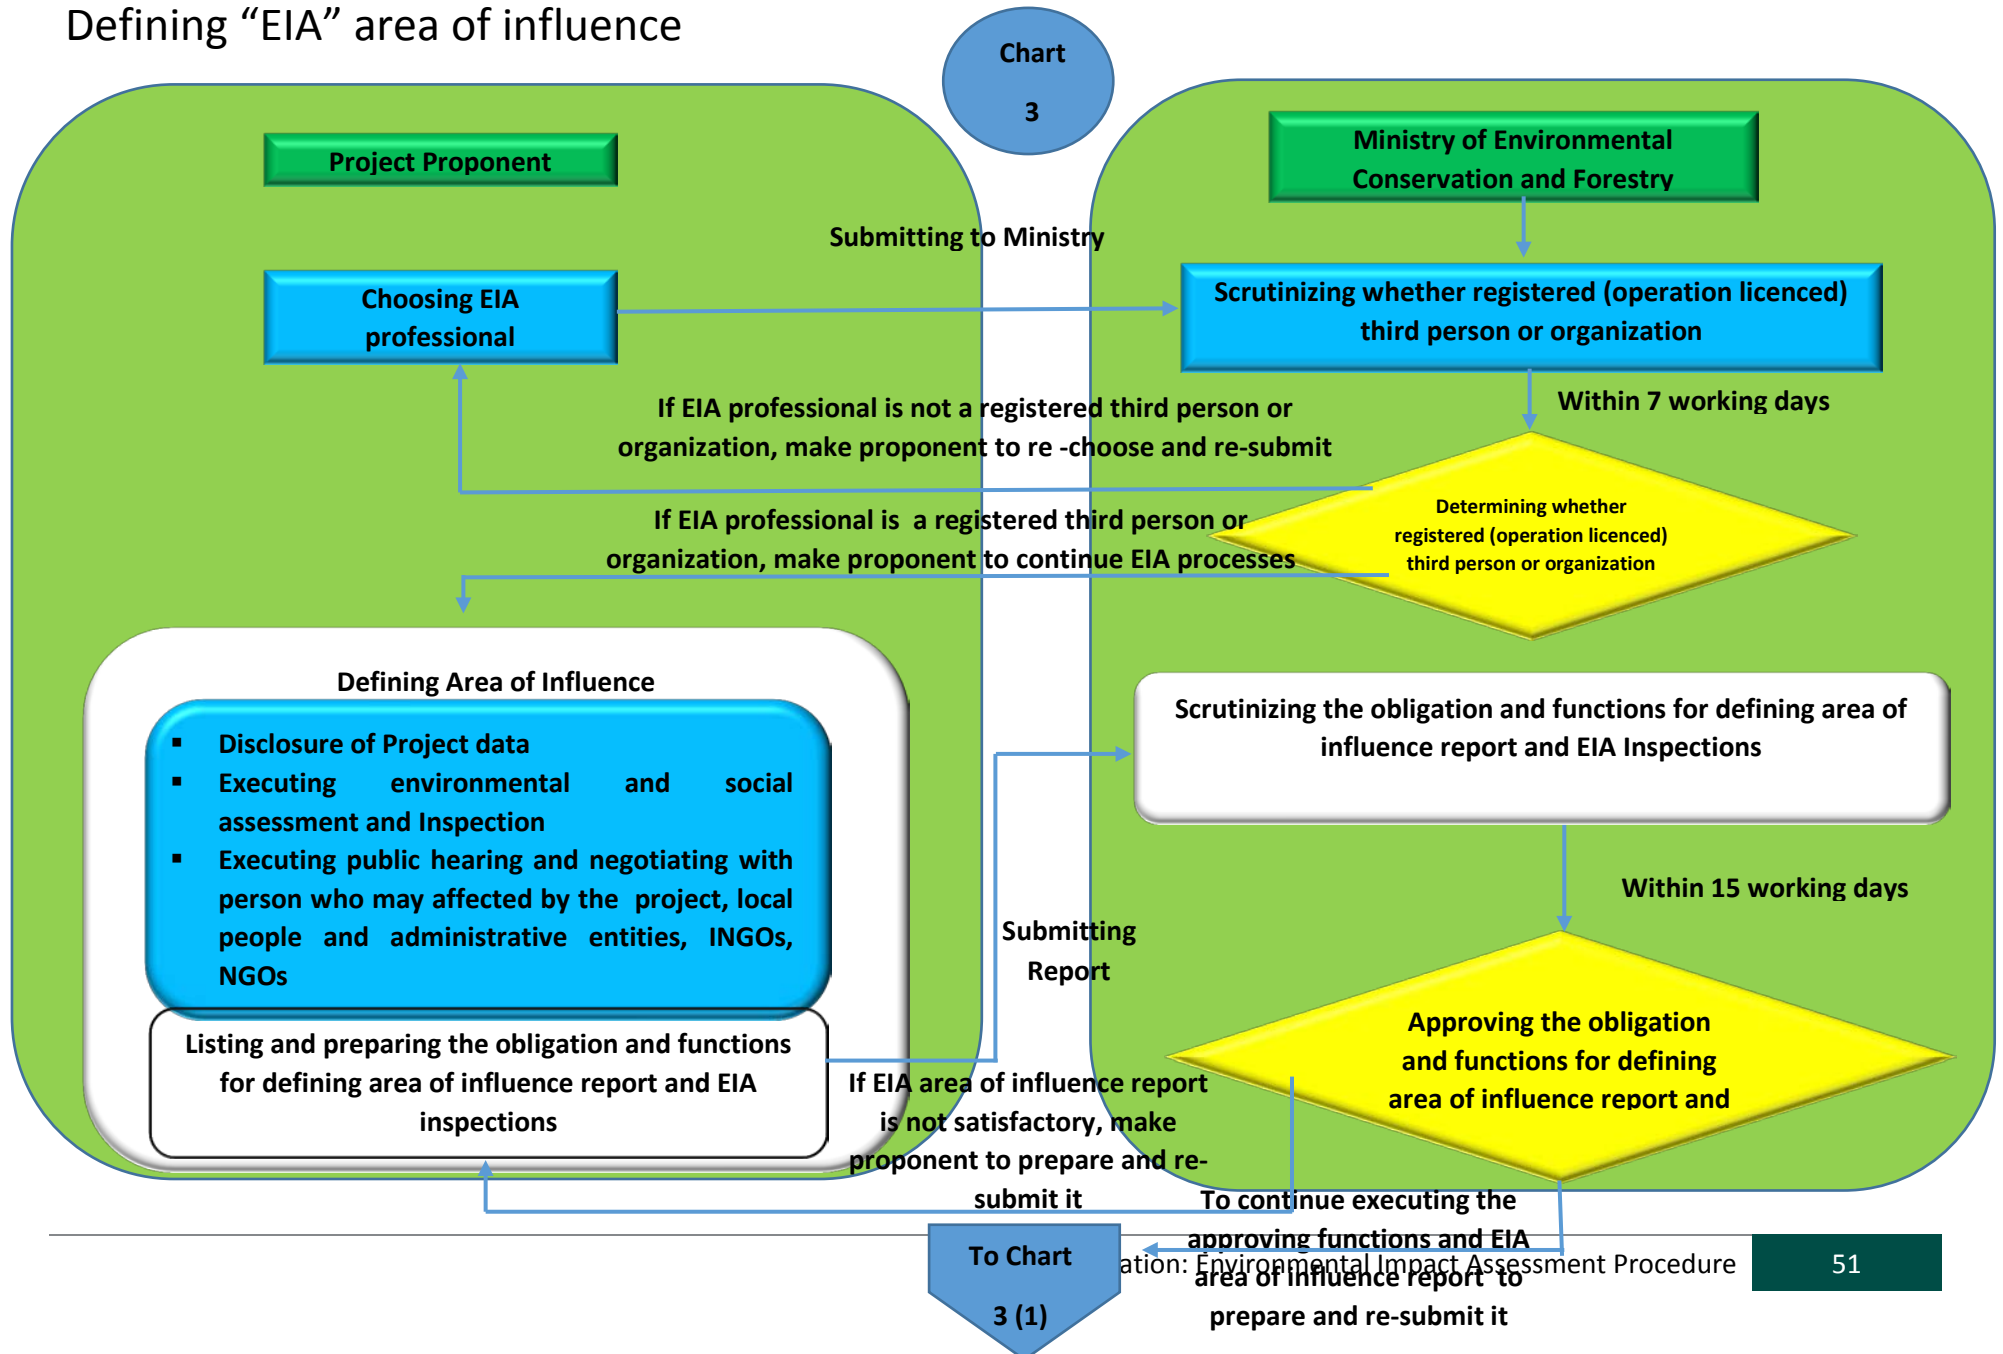 Defining “EIA” area of influence
Chart
3
Project Proponent
Ministry of Environmental
Conservation and Forestry
Submitting to Ministry
Choosing EIA
professional
Scrutinizing whether registered (operation licenced)
third person or organization
Within 7 working days
If EIA professional is not a registered third person or
organization, make proponent to re -choose and re-submit
Determining whether
registered (operation licenced)
third person or organization
If EIA professional is a registered third person or
organization, make proponent to continue EIA processes
Defining Area of Influence
▪ Disclosure of Project data
▪ Executing environmental and social
assessment and Inspection
▪ Executing public hearing and negotiating with
person who may affected by the project, local
people and administrative entities, INGOs,
NGOs
Listing and preparing the obligation and functions
for defining area of influence report and EIA
inspections
Submitting
Report
Scrutinizing the obligation and functions for defining area of
influence report and EIA Inspections
Within 15 working days
Approving the obligation
and functions for defining
area of influence report and
If EIA area of influence report
is not satisfactory, make
proponent to prepare and re-
submit it
To continue executing the
approving functions and EIA
area of influence report to
prepare and re-submit it
To Chart
3 (1)
ation: Environmental Impact Assessment Procedure
51